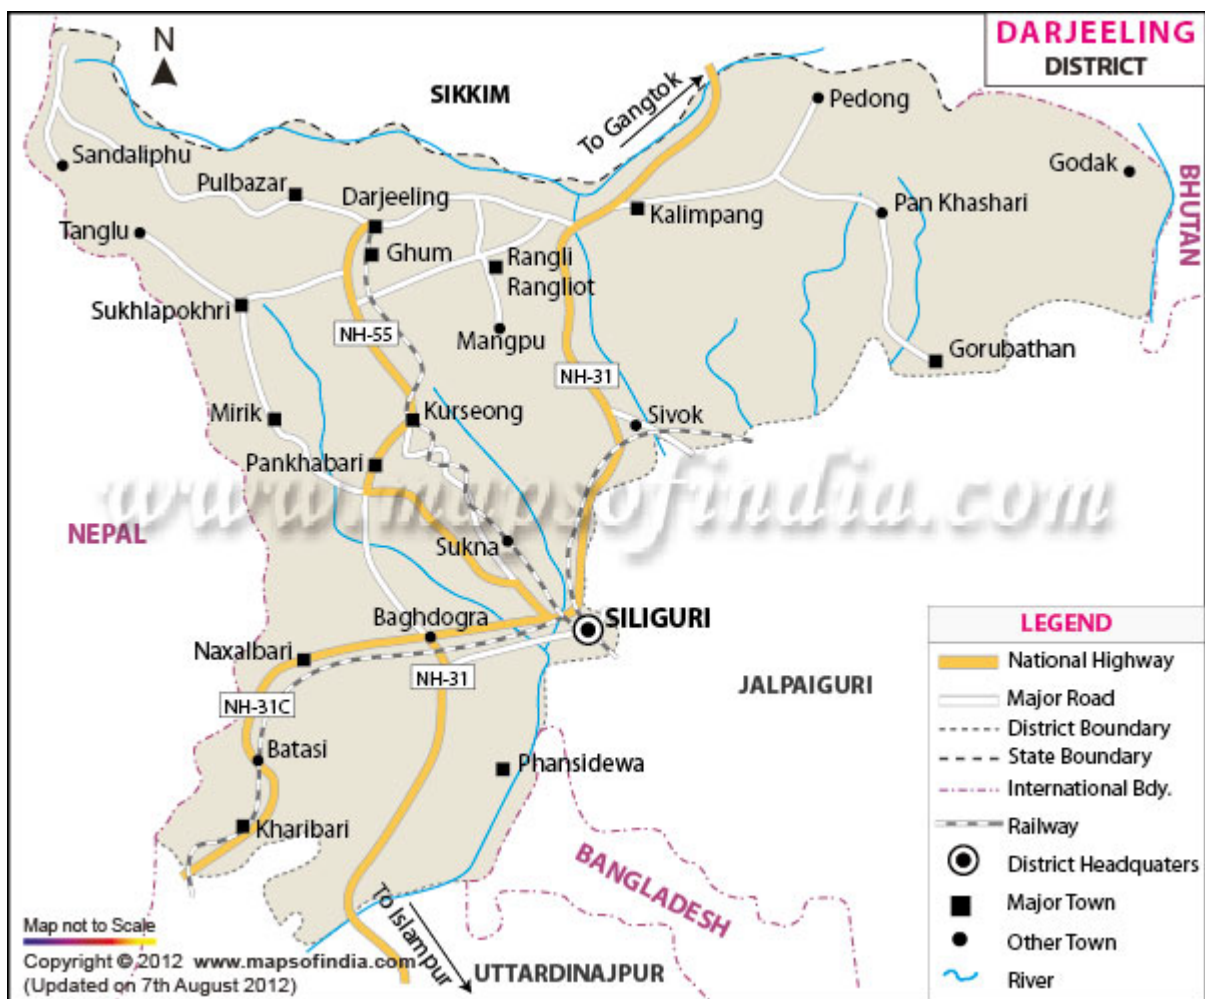 DARJEELING
DISTRICT
N
SIKKIM
To Gangtok
Pedong
Sandaliphu
Godak
BHUTAN
Pulbazar
Darjeeling
Kalimpang
Pan Khashari
Tanglu
Ghum
Rangli
Rangliot
Sukhlapokhri
NH-55
Mangpu
Gorubathan
NH-31
Mirik
Kurseong
Sivok
Pankhabari
www.mapsofindia.com
NEPAL
Sukna
Baghdogra
SILIGURI
Naxalbari
NH-31
JALPAIGURI
NH-31C
Batasi
Phansidewa
Kharibari
BANGLADESH
To Islampur
UTTARDINAJPUR
LEGEND
National Highway
Major Road
District Boundary
State Boundary
International Bdy.
Railway
District Headquaters
Major Town
Other Town
River
Map not to Scale
Copyright © 2012 www.mapsofindia.com
(Updated on 7th August 2012)